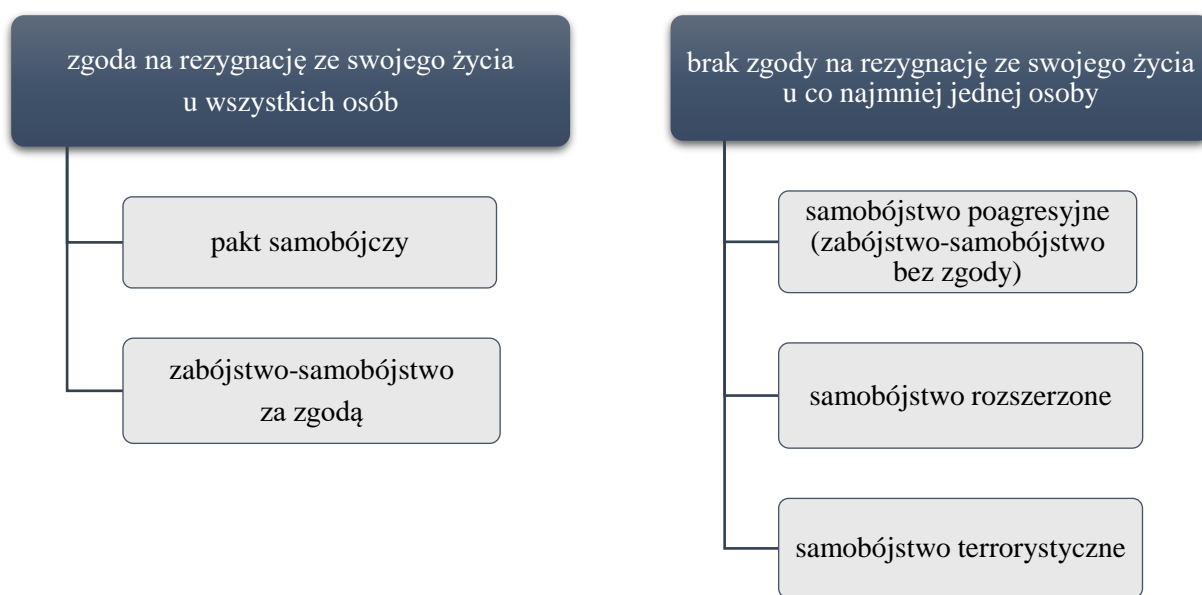 zgoda na rezygnację ze swojego życia
u wszystkich osób
pakt samobójczy
zabójstwo-samobójstwo
za zgodą
brak zgody na rezygnację ze swojego życia
u co najmniej jednej osoby
samobójstwo poagresyjne
(zabójstwo-samobójstwo
bez zgody)
samobójstwo rozszerzone
samobójstwo terrorystyczne